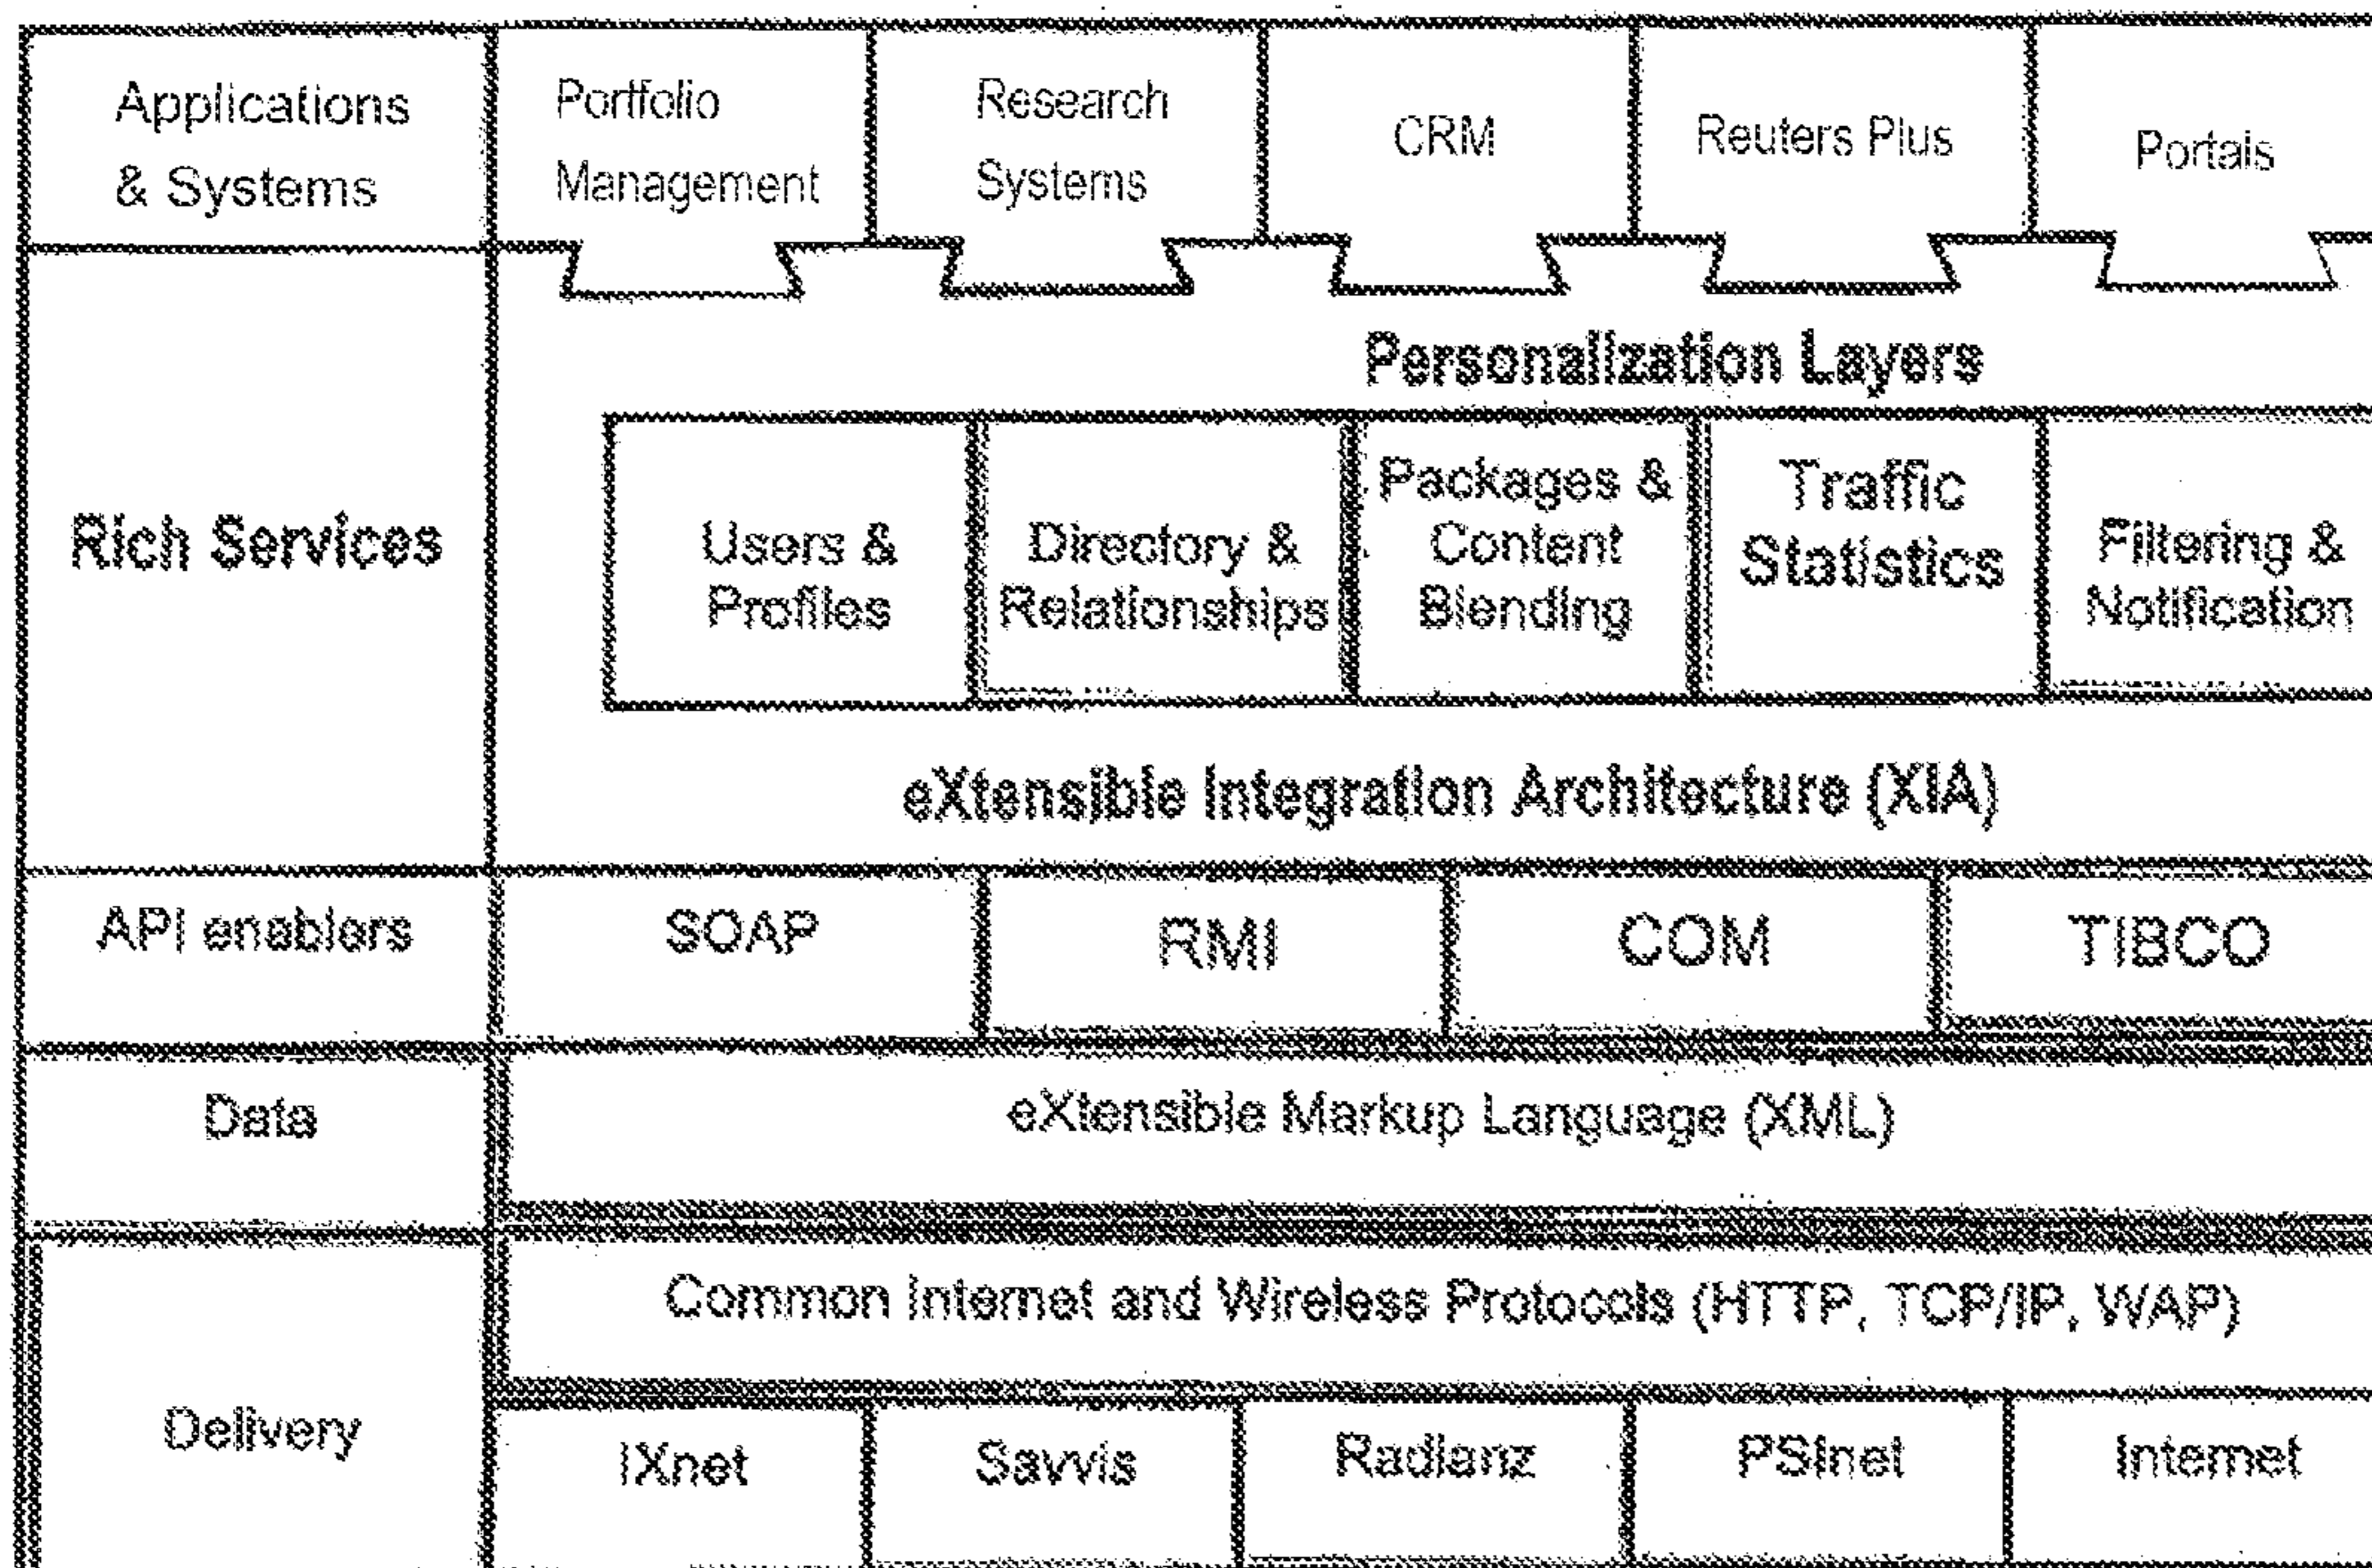 Applications
& Systems
Portfolio
Management
Research
Systems
CRM
Reuters Plus
Portals
Rich Services
Personalization Layers
Users &
Profiles
Directory &
Relationships
Packages &
Content
Blending
Traffic
Statistics
Filtering &
Notification
eXtensible Integration Architecture (XIA)
API enablers
SOAP
RMI
COM
TIBCO
Data
eXtensible Markup Language (XML)
Delivery
Common Internet and Wireless Protocols (HTTP, TCP/IP, WAP)
IXnet
Savvis
Radianz
PSInet
Internet